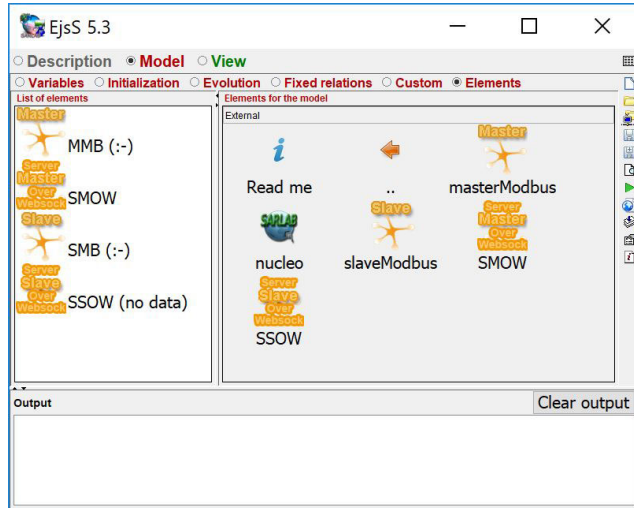 EjsS 5.3
Description Model View
Variables Initialization Evolution Fixed relations Custom Elements
List of elements
Master
MMB (:-)
Server
Master
Over
Websock
SMOW
Slave
SMB (:-)
Server
Slave
Over
Websock
SSOW (no data)
Elements for the model
External
i
Read me
..
Master
masterModbus
SARLAB
nucleo
Slave
slaveModbus
Server
Master
Over
Websock
SMOW
Server
Slave
Over
Websock
SSOW
Output
Clear output